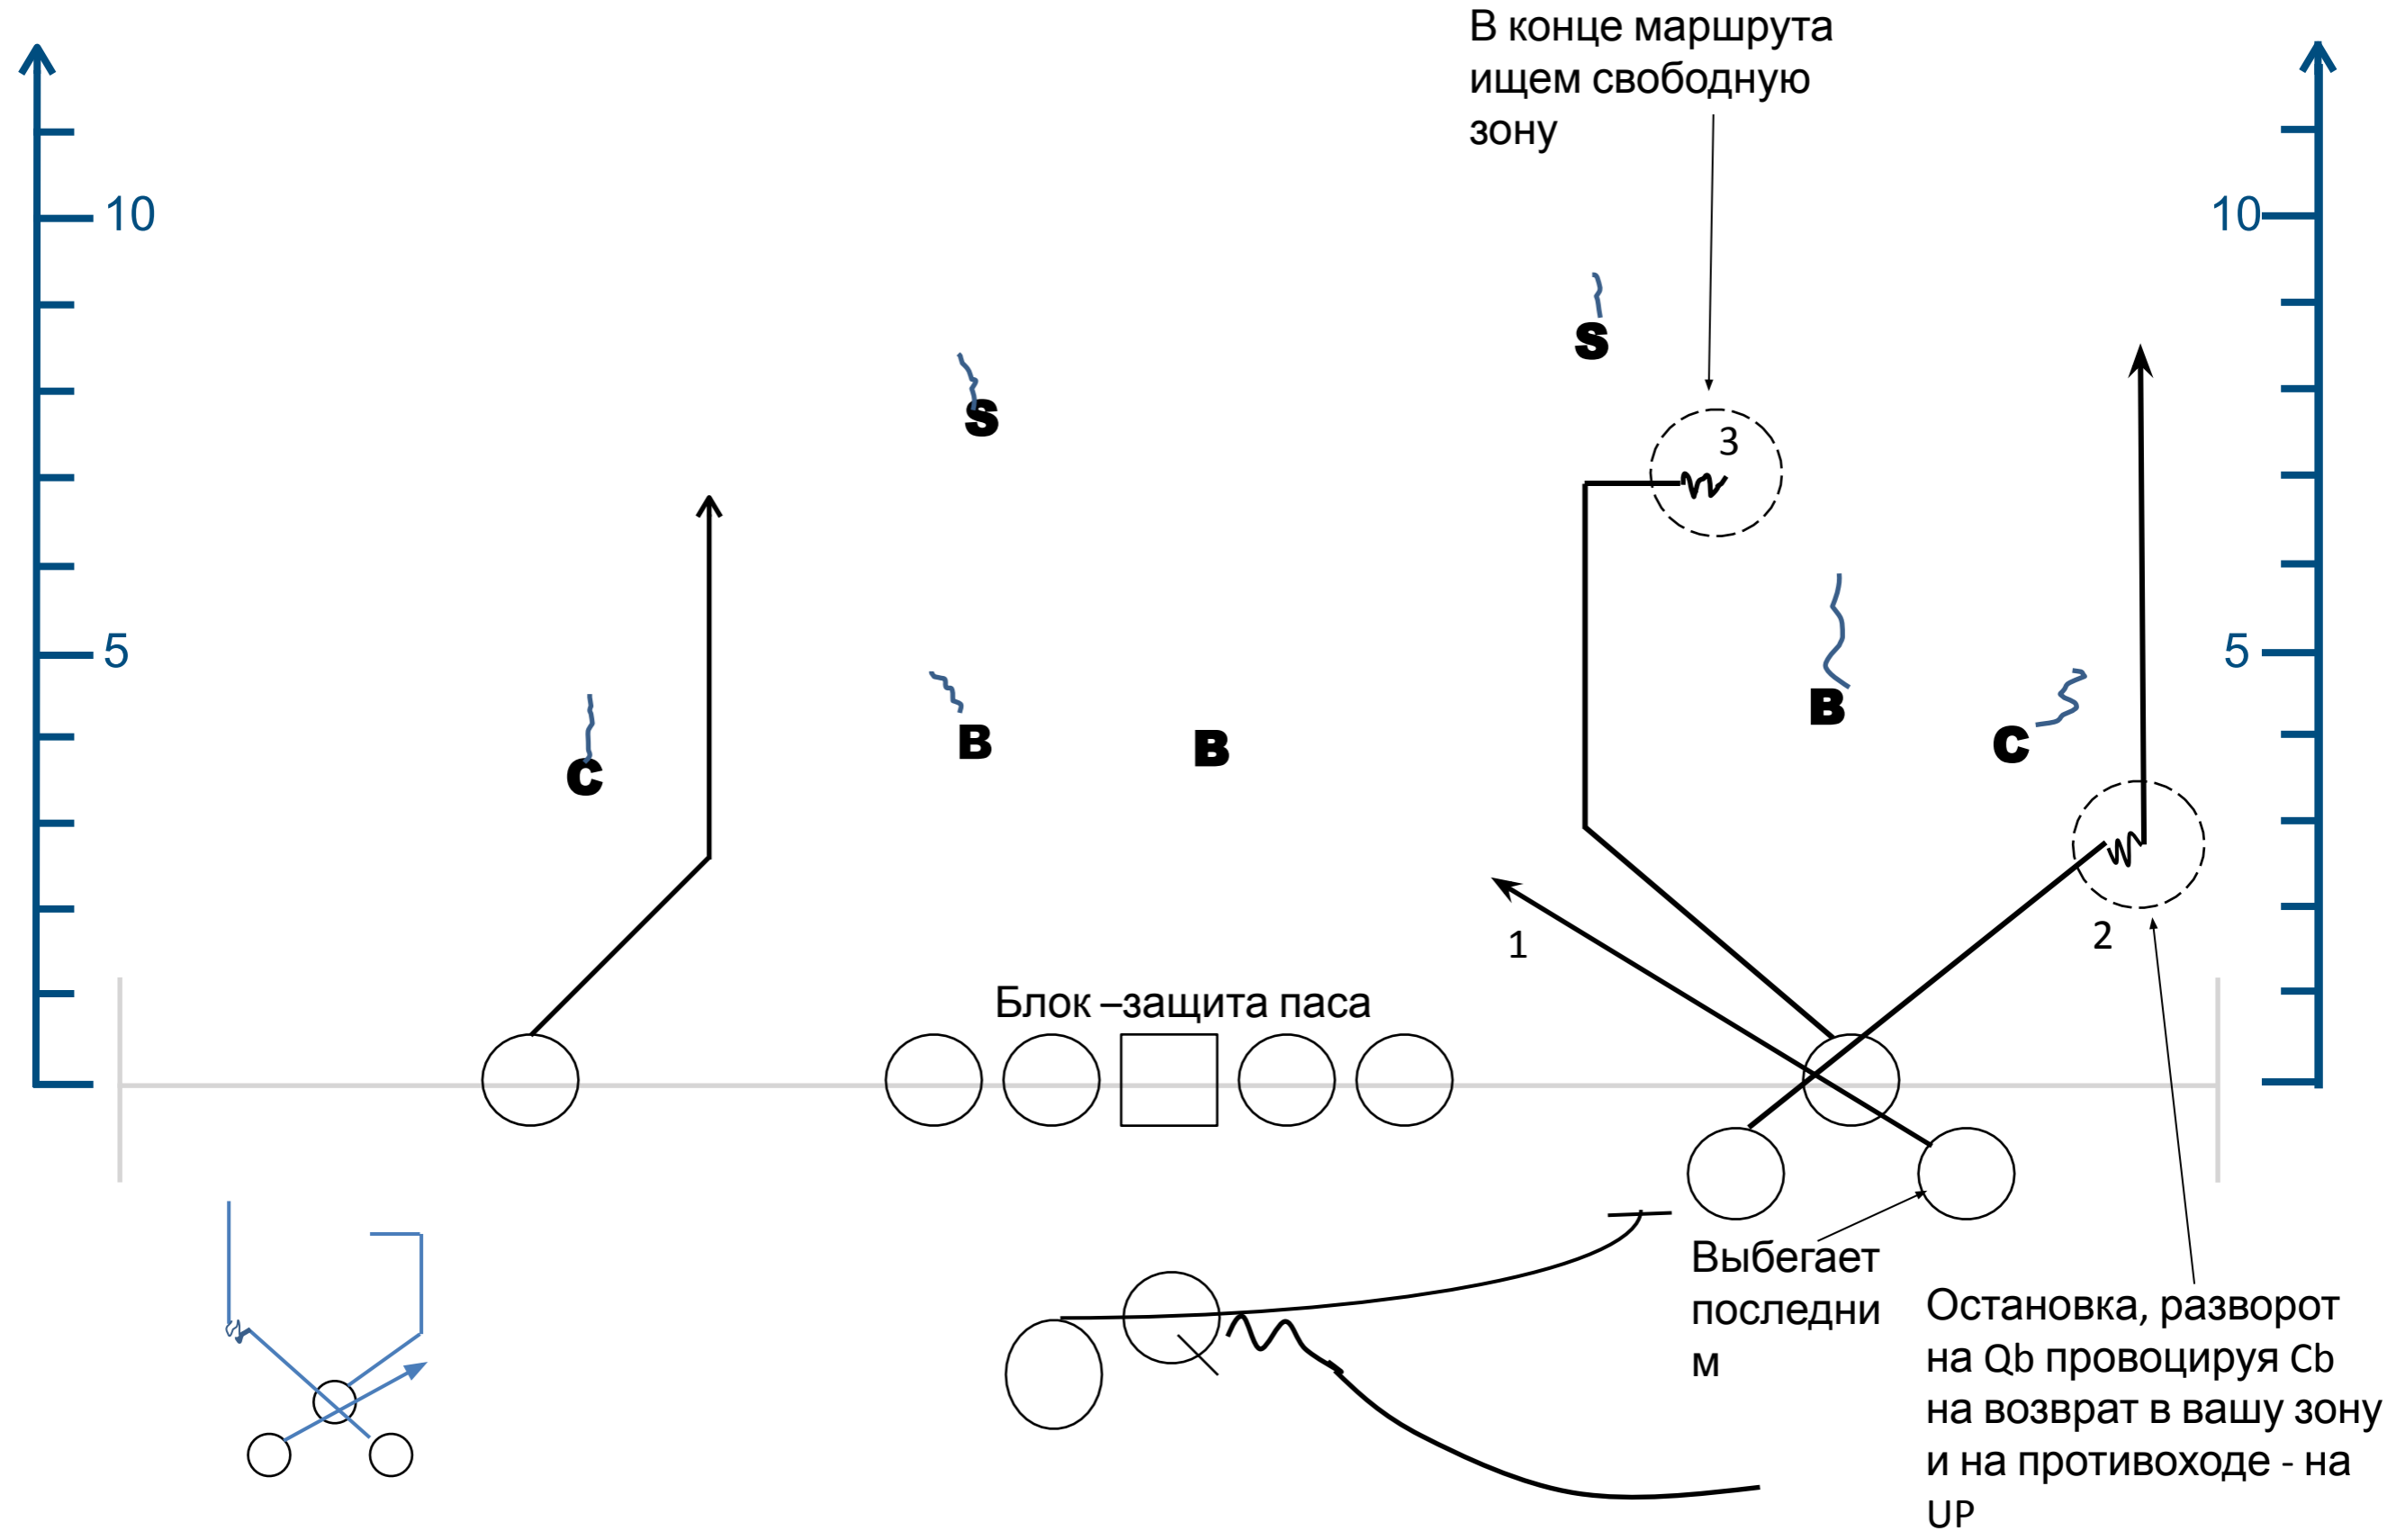 В конце маршрута
ищем свободную
зону
10
10
S
3
S
5
5
B
C
B
B
C
1
2
Блок –защита паса
Выбегает
последни
м
Остановка, разворот
на Qb провоцируя Cb
на возврат в вашу зону
и на противоходе - на
UP